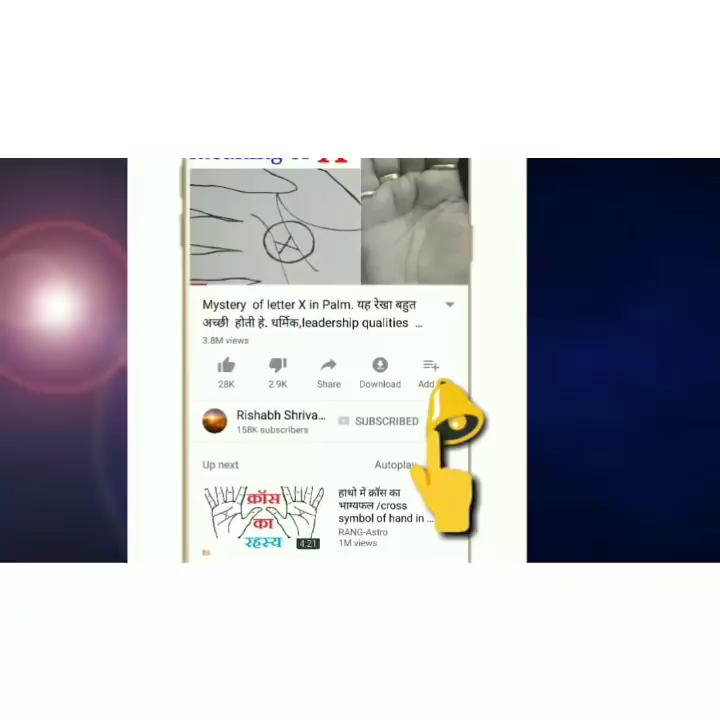 Mystery of letter X in Palm. यह रेखा बहुत
अच्छी होती हे. धर्मिक,leadership qualities ...
3.8M views
28K
2.9K
Share
Download
Add
Rishabh Shriva...
158K subscribers
SUBSCRIBED
Up next
Autoplay
क्रॉस
का
रहस्य
4:21
हाथो में क्रॉस का
भाग्यफल /cross
symbol of hand in ...
RANG-Astro
1M views